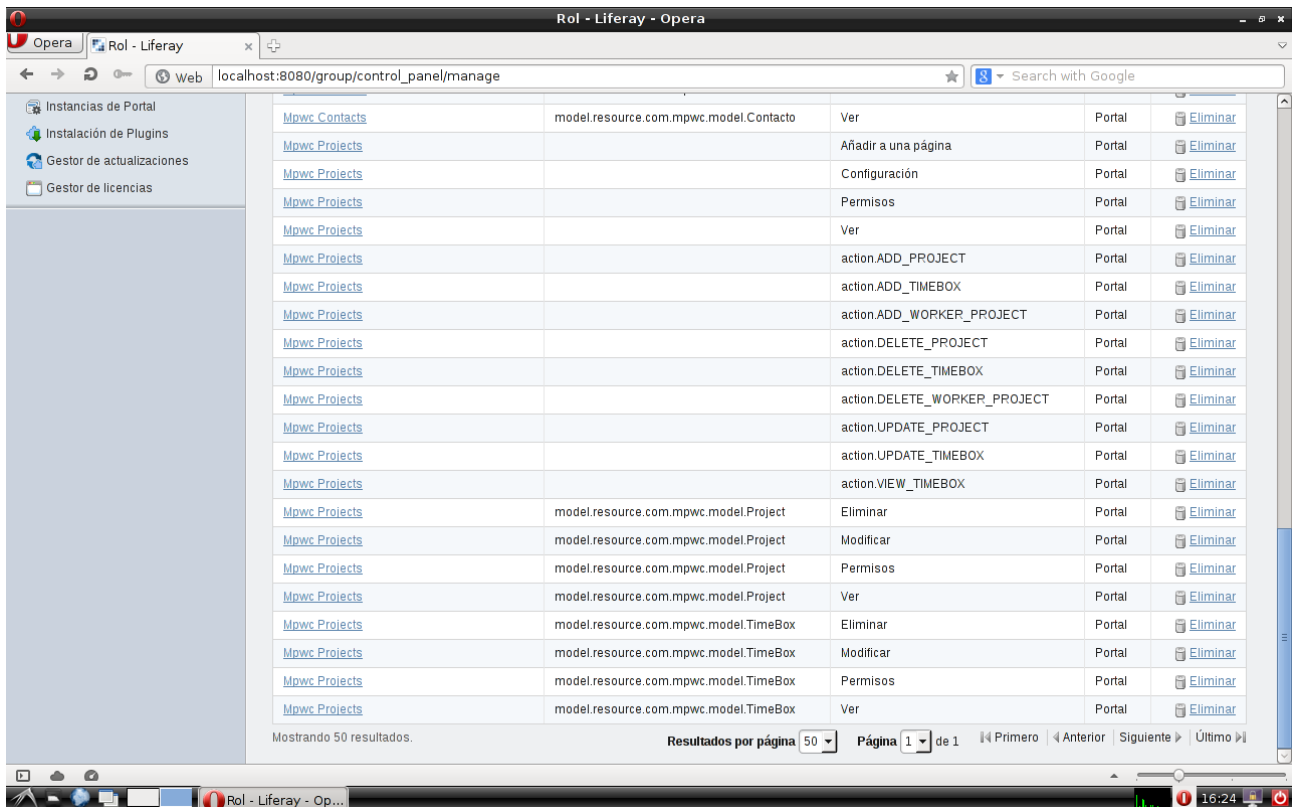 Rol - Liferay - Opera
Opera
Rol - Liferay
Web localhost:8080/group/control_panel/manage Search with Google
Instancias de Portal
Instalación de Plugins
Gestor de actualizaciones
Gestor de licencias
Mpwc Contacts model.resource.com.mpwc.model.Contacto Ver Portal Eliminar
Mpwc Projects Añadir a una página Portal Eliminar
Mpwc Projects Configuración Portal Eliminar
Mpwc Projects Permisos Portal Eliminar
Mpwc Projects Ver Portal Eliminar
Mpwc Projects action.ADD_PROJECT Portal Eliminar
Mpwc Projects action.ADD_TIMEBOX Portal Eliminar
Mpwc Projects action.ADD_WORKER_PROJECT Portal Eliminar
Mpwc Projects action.DELETE_PROJECT Portal Eliminar
Mpwc Projects action.DELETE_TIMEBOX Portal Eliminar
Mpwc Projects action.DELETE_WORKER_PROJECT Portal Eliminar
Mpwc Projects action.UPDATE_PROJECT Portal Eliminar
Mpwc Projects action.UPDATE_TIMEBOX Portal Eliminar
Mpwc Projects action.VIEW_TIMEBOX Portal Eliminar
Mpwc Projects model.resource.com.mpwc.model.Project Eliminar Portal Eliminar
Mpwc Projects model.resource.com.mpwc.model.Project Modificar Portal Eliminar
Mpwc Projects model.resource.com.mpwc.model.Project Permisos Portal Eliminar
Mpwc Projects model.resource.com.mpwc.model.Project Ver Portal Eliminar
Mpwc Projects model.resource.com.mpwc.model.TimeBox Eliminar Portal Eliminar
Mpwc Projects model.resource.com.mpwc.model.TimeBox Modificar Portal Eliminar
Mpwc Projects model.resource.com.mpwc.model.TimeBox Permisos Portal Eliminar
Mpwc Projects model.resource.com.mpwc.model.TimeBox Ver Portal Eliminar
Mostrando 50 resultados. Resultados por página 50 Página 1 de 1 Primero Anterior Siguiente Último
Rol - Liferay - Op... 16:24